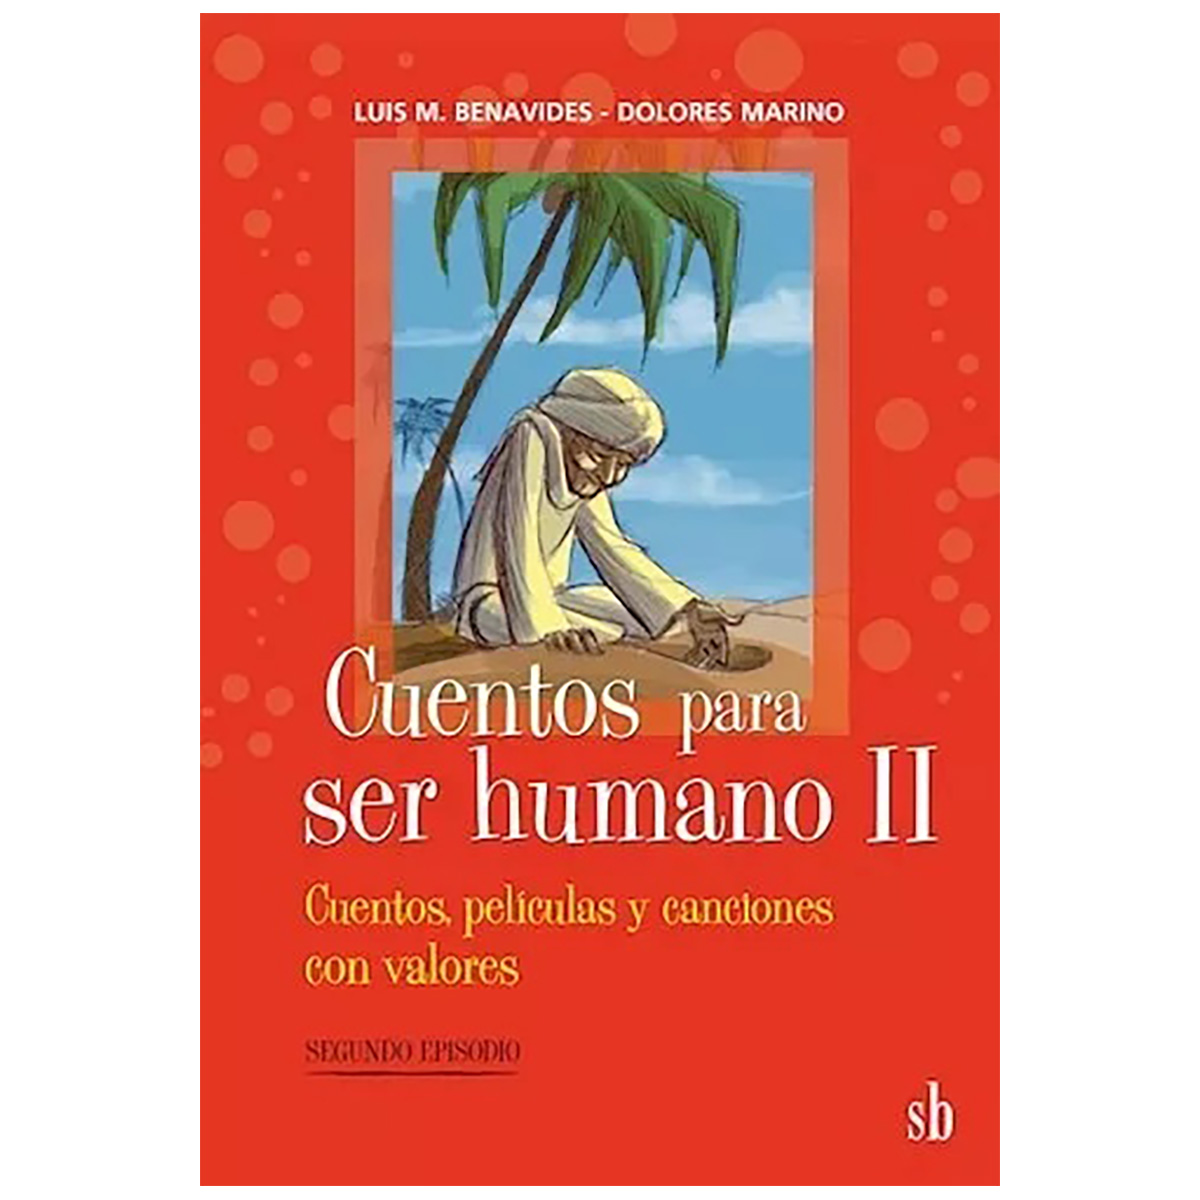 LUIS M. BENAVIDES - DOLORES MARINO
Cuentos para
ser humano II
Cuentos, películas y canciones
con valores
SEGUNDO EPISODIO
sb